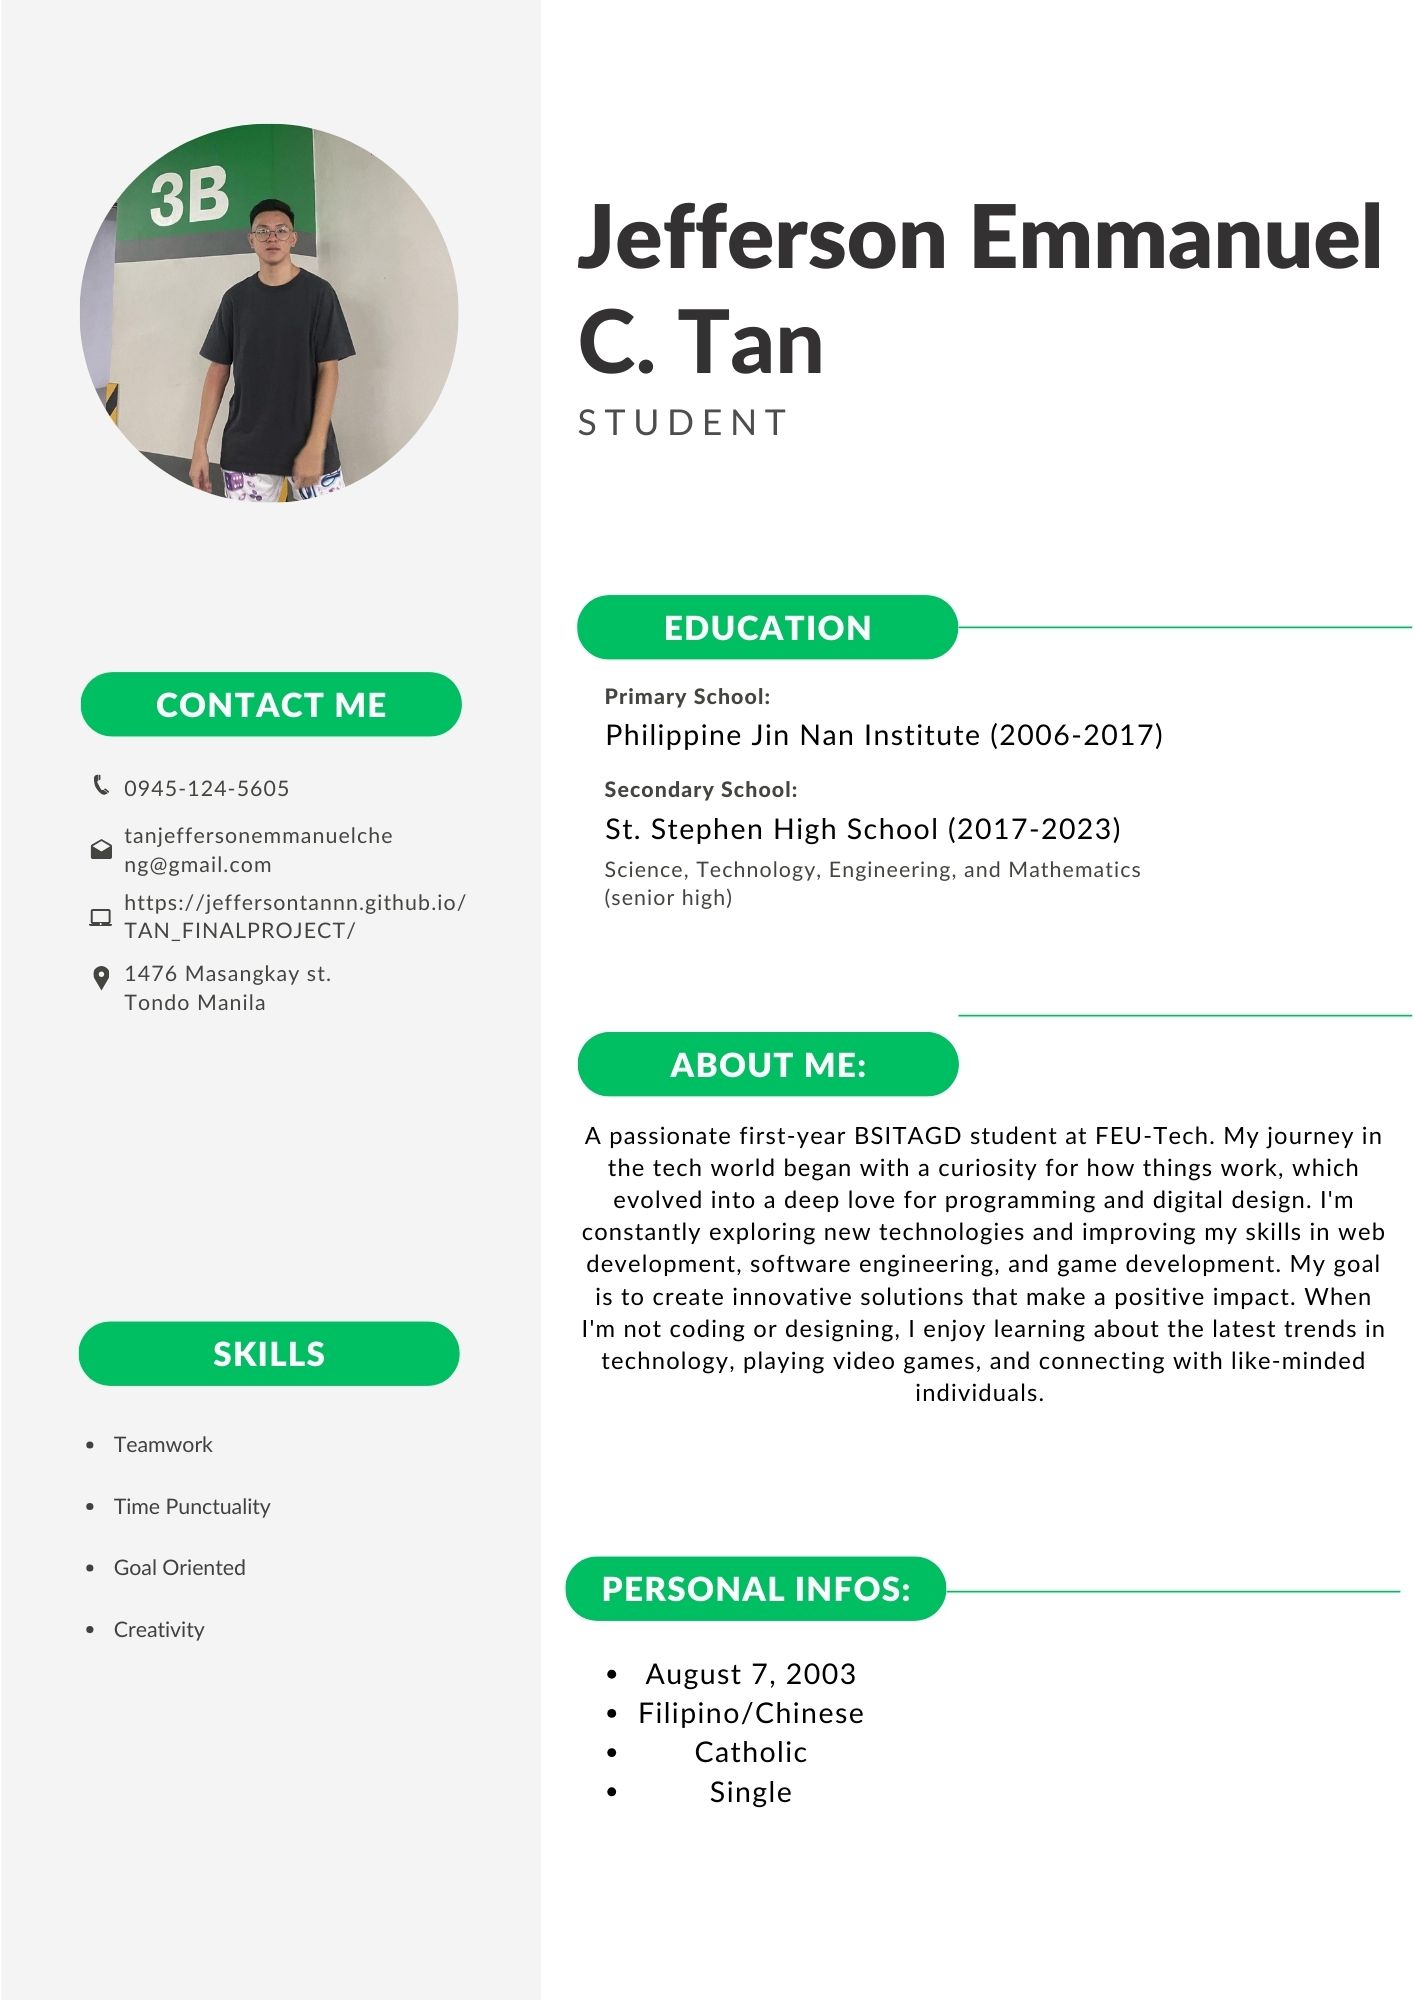 3B
Jefferson Emmanuel
C. Tan
STUDENT
CONTACT ME
0945-124-5605
tanjeffersonemmanuelche
ng@gmail.com
https://jeffersontannn.github.io/
TAN_FINALPROJECT/
1476 Masangkay st.
Tondo Manila
SKILLS
• Teamwork
• Time Punctuality
• Goal Oriented
• Creativity
EDUCATION
Primary School:
Philippine Jin Nan Institute (2006-2017)
Secondary School:
St. Stephen High School (2017-2023)
Science, Technology, Engineering, and Mathematics
(senior high)
ABOUT ME:
A passionate first-year BSITAGD student at FEU-Tech. My journey in
the tech world began with a curiosity for how things work, which
evolved into a deep love for programming and digital design. I'm
constantly exploring new technologies and improving my skills in web
development, software engineering, and game development. My goal
is to create innovative solutions that make a positive impact. When
I'm not coding or designing, I enjoy learning about the latest trends in
technology, playing video games, and connecting with like-minded
individuals.
PERSONAL INFOS:
• August 7, 2003
• Filipino/Chinese
• Catholic
• Single